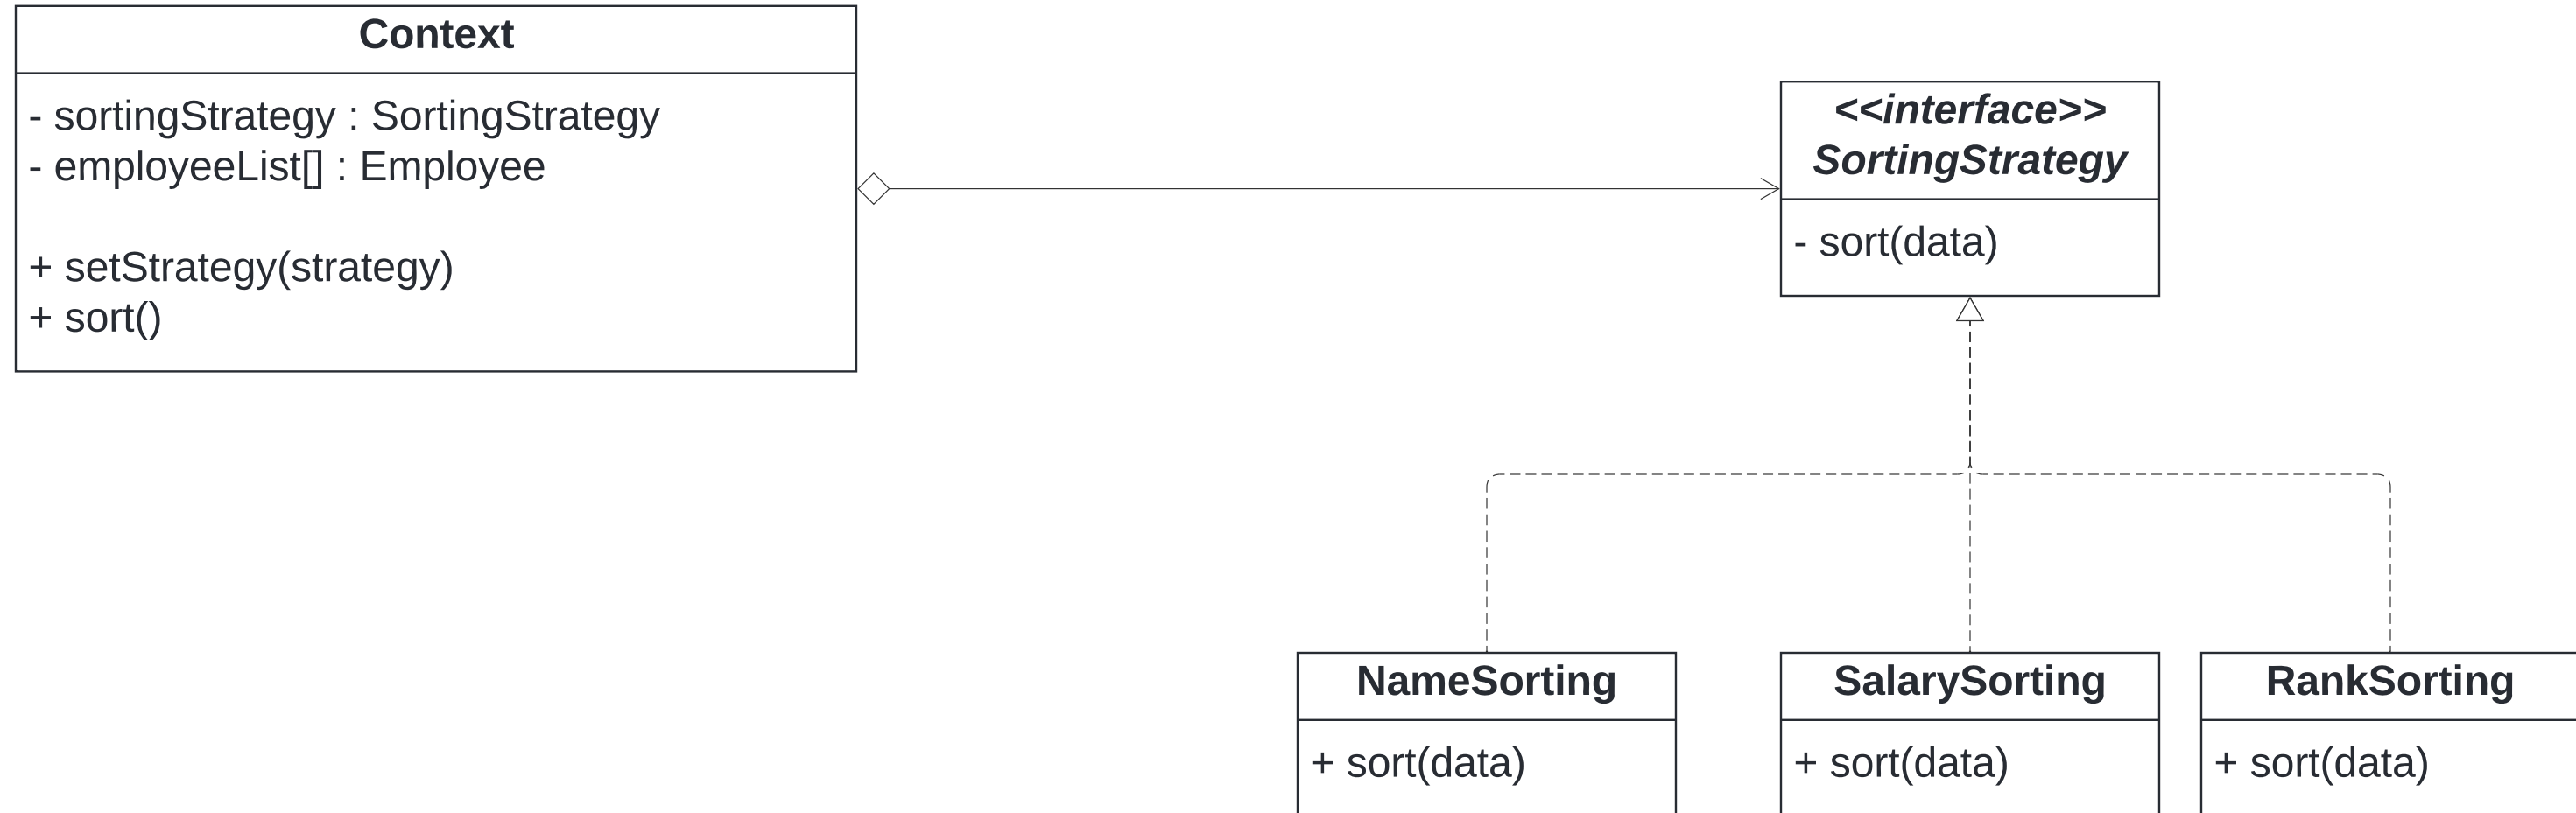 Context
- sortingStrategy : SortingStrategy
- employeeList[] : Employee
+ setStrategy(strategy)
+ sort()
<<interface>>
SortingStrategy
- sort(data)
NameSorting
+ sort(data)
SalarySorting
+ sort(data)
RankSorting
+ sort(data)